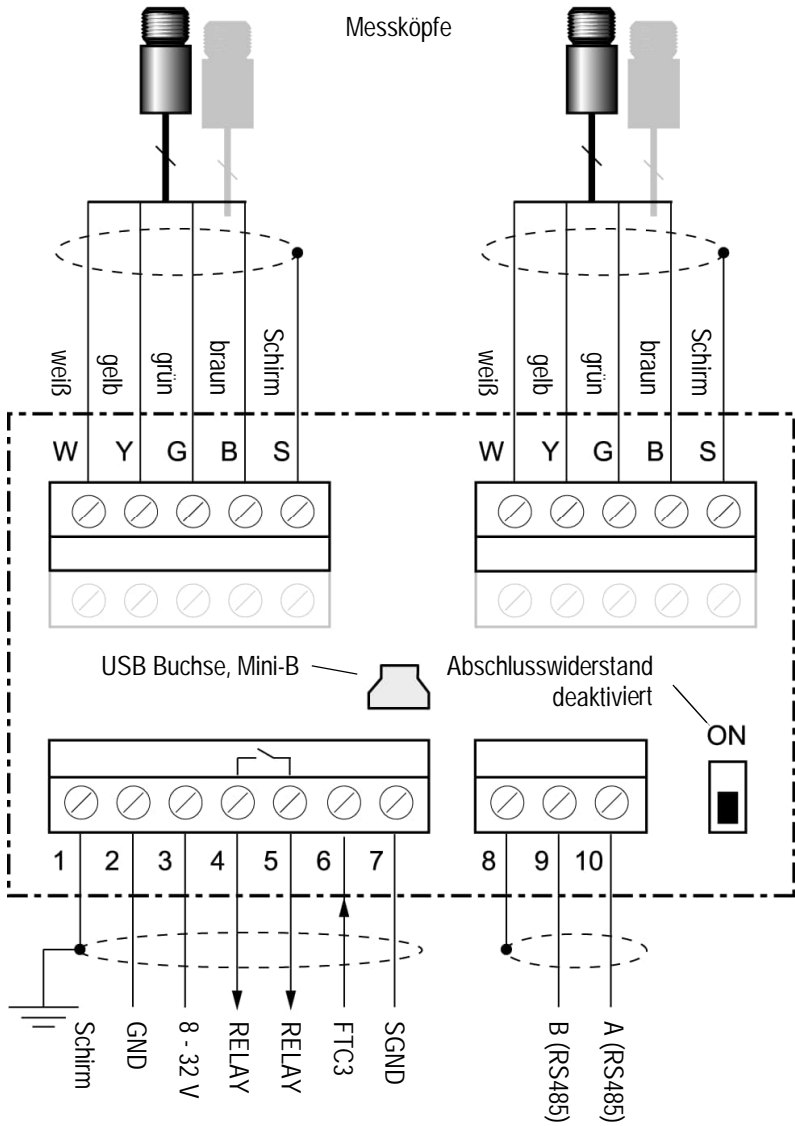 Messköpfe
weiß gelb grün braun Schirm
weiß gelb grün braun Schirm
W Y G B S
W Y G B S
USB Buchse, Mini-B
Abschlusswiderstand
deaktiviert
ON
1 2 3 4 5 6 7
8 9 10
Schirm GND 8 - 32 V RELAY RELAY FTC3 SGND
B (RS485) A (RS485)